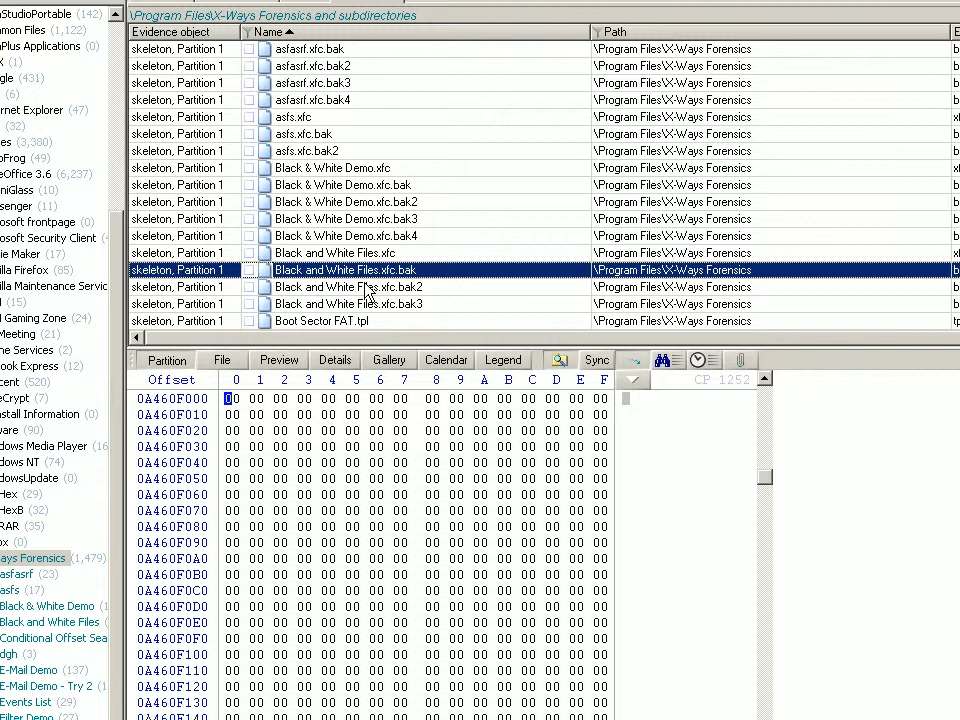 \Program Files\X-Ways Forensics and subdirectories
Evidence object Name Path E
skeleton, Partition 1 asfasrf.xfc.bak \Program Files\X-Ways Forensics b
skeleton, Partition 1 asfasrf.xfc.bak2 \Program Files\X-Ways Forensics b
skeleton, Partition 1 asfasrf.xfc.bak3 \Program Files\X-Ways Forensics b
skeleton, Partition 1 asfasrf.xfc.bak4 \Program Files\X-Ways Forensics b
skeleton, Partition 1 asfs.xfc \Program Files\X-Ways Forensics xl
skeleton, Partition 1 asfs.xfc.bak \Program Files\X-Ways Forensics b
skeleton, Partition 1 asfs.xfc.bak2 \Program Files\X-Ways Forensics b
skeleton, Partition 1 Black & White Demo.xfc \Program Files\X-Ways Forensics xl
skeleton, Partition 1 Black & White Demo.xfc.bak \Program Files\X-Ways Forensics b
skeleton, Partition 1 Black & White Demo.xfc.bak2 \Program Files\X-Ways Forensics b
skeleton, Partition 1 Black & White Demo.xfc.bak3 \Program Files\X-Ways Forensics b
skeleton, Partition 1 Black & White Demo.xfc.bak4 \Program Files\X-Ways Forensics b
skeleton, Partition 1 Black and White Files.xfc \Program Files\X-Ways Forensics xl
skeleton, Partition 1 Black and White Files.xfc.bak \Program Files\X-Ways Forensics b
skeleton, Partition 1 Black and White Files.xfc.bak2 \Program Files\X-Ways Forensics b
skeleton, Partition 1 Black and White Files.xfc.bak3 \Program Files\X-Ways Forensics b
skeleton, Partition 1 Boot Sector FAT.tpl \Program Files\X-Ways Forensics tp
nStudioPortable (142)
mon Files (1,122)
nPlus Applications (0)
X (1)
gle (431)
(6)
rnet Explorer (47)
(32)
es (3,380)
oFrog (49)
eOffice 3.6 (6,237)
niGlass (10)
senger (11)
osoft frontpage (0)
osoft Security Client (
ie Maker (17)
illa Firefox (85)
illa Maintenance Servic
l (15)
l Gaming Zone (24)
Meeting (21)
ne Services (2)
ook Express (12)
cent (520)
eCrypt (7)
nstall Information (0)
ware (90)
dows Media Player (16
dows NT (74)
dowsUpdate (0)
Hex (29)
HexB (32)
RAR (35)
ox (0)
ays Forensics (1,479)
asfasrf (23)
asfs (17)
Black & White Demo (1
Black and White Files (
Conditional Offset Sea
dgh (3)
E-Mail Demo (137)
E-Mail Demo - Try 2 (1
Events List (29)
Filter Demo (27)
Partition File Preview Details Gallery Calendar Legend Sync
Offset 0 1 2 3 4 5 6 7 8 9 A B C D E F CP 1252
0A460F000 00 00 00 00 00 00 00 00 00 00 00 00 00 00 00 00
0A460F010 00 00 00 00 00 00 00 00 00 00 00 00 00 00 00 00
0A460F020 00 00 00 00 00 00 00 00 00 00 00 00 00 00 00 00
0A460F030 00 00 00 00 00 00 00 00 00 00 00 00 00 00 00 00
0A460F040 00 00 00 00 00 00 00 00 00 00 00 00 00 00 00 00
0A460F050 00 00 00 00 00 00 00 00 00 00 00 00 00 00 00 00
0A460F060 00 00 00 00 00 00 00 00 00 00 00 00 00 00 00 00
0A460F070 00 00 00 00 00 00 00 00 00 00 00 00 00 00 00 00
0A460F080 00 00 00 00 00 00 00 00 00 00 00 00 00 00 00 00
0A460F090 00 00 00 00 00 00 00 00 00 00 00 00 00 00 00 00
0A460F0A0 00 00 00 00 00 00 00 00 00 00 00 00 00 00 00 00
0A460F0B0 00 00 00 00 00 00 00 00 00 00 00 00 00 00 00 00
0A460F0C0 00 00 00 00 00 00 00 00 00 00 00 00 00 00 00 00
0A460F0D0 00 00 00 00 00 00 00 00 00 00 00 00 00 00 00 00
0A460F0E0 00 00 00 00 00 00 00 00 00 00 00 00 00 00 00 00
0A460F0F0 00 00 00 00 00 00 00 00 00 00 00 00 00 00 00 00
0A460F100 00 00 00 00 00 00 00 00 00 00 00 00 00 00 00 00
0A460F110 00 00 00 00 00 00 00 00 00 00 00 00 00 00 00 00
0A460F120 00 00 00 00 00 00 00 00 00 00 00 00 00 00 00 00
0A460F130 00 00 00 00 00 00 00 00 00 00 00 00 00 00 00 00
0A460F140 00 00 00 00 00 00 00 00 00 00 00 00 00 00 00 00